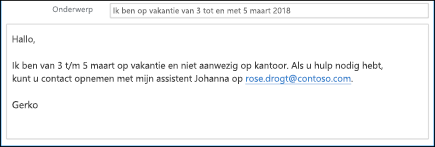 Onderwerp Ik ben op vakantie van 3 tot en met 5 maart 2018
Hallo,
Ik ben van 3 t/m 5 maart op vakantie en niet aanwezig op kantoor. Als u hulp nodig hebt,
kunt u contact opnemen met mijn assistent Johanna op rose.drogt@contoso.com.
Gerko